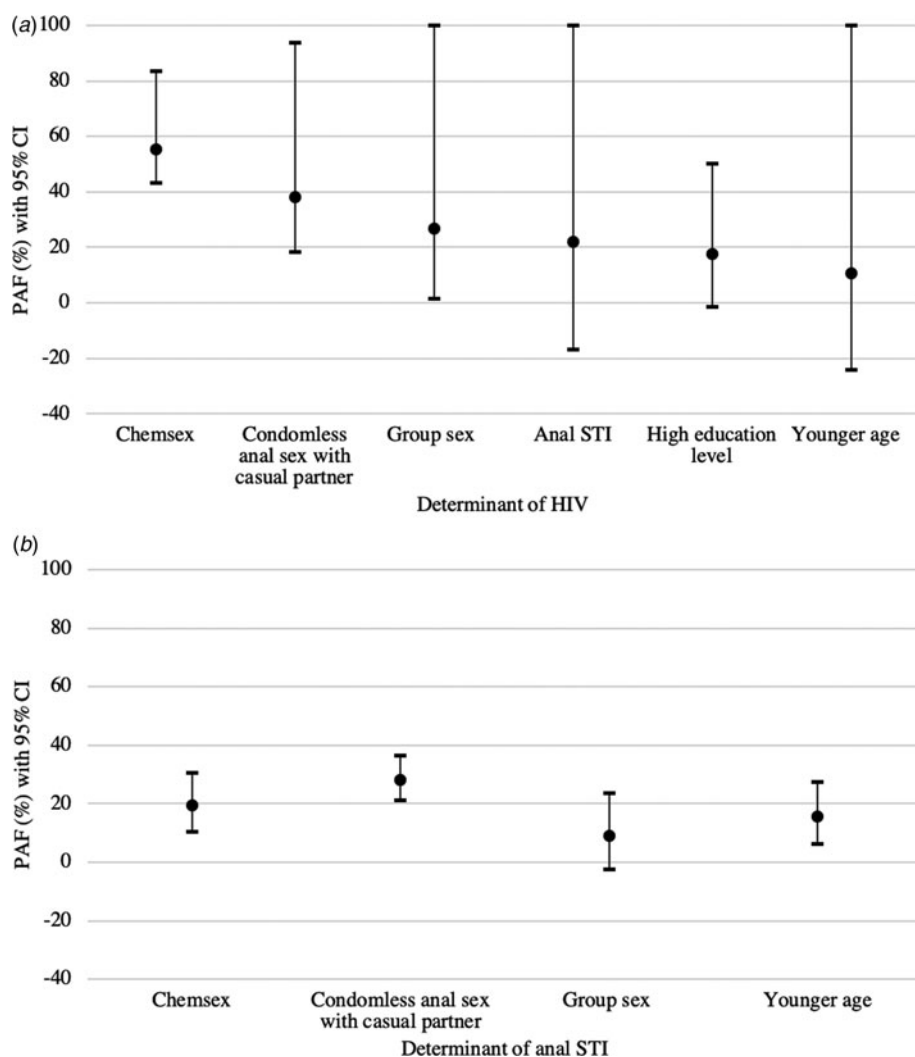 (a)
100
80
60
40
20
0
-20
-40
PAF (%) with 95% CI
Chemsex
Condomless
anal sex with
casual partner
Group sex
Anal STI
High education
level
Younger age
Determinant of HIV
(b)
100
80
60
40
20
0
-20
-40
PAF (%) with 95% CI
Chemsex
Condomless anal sex
with casual partner
Group sex
Younger age
Determinant of anal STI